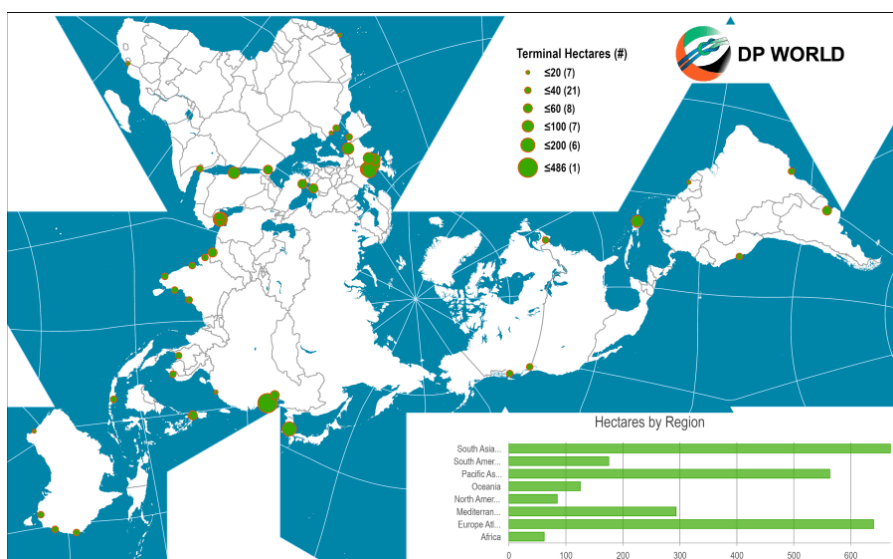 Terminal Hectares (#)
≤20 (7)
≤40 (21)
≤60 (8)
≤100 (7)
≤200 (6)
≤486 (1)
DP WORLD
Hectares by Region
South Asia...
South Amer...
Pacific As...
Oceania
North Amer...
Mediterran...
Europe Atl...
Africa
0 100 200 300 400 500 600